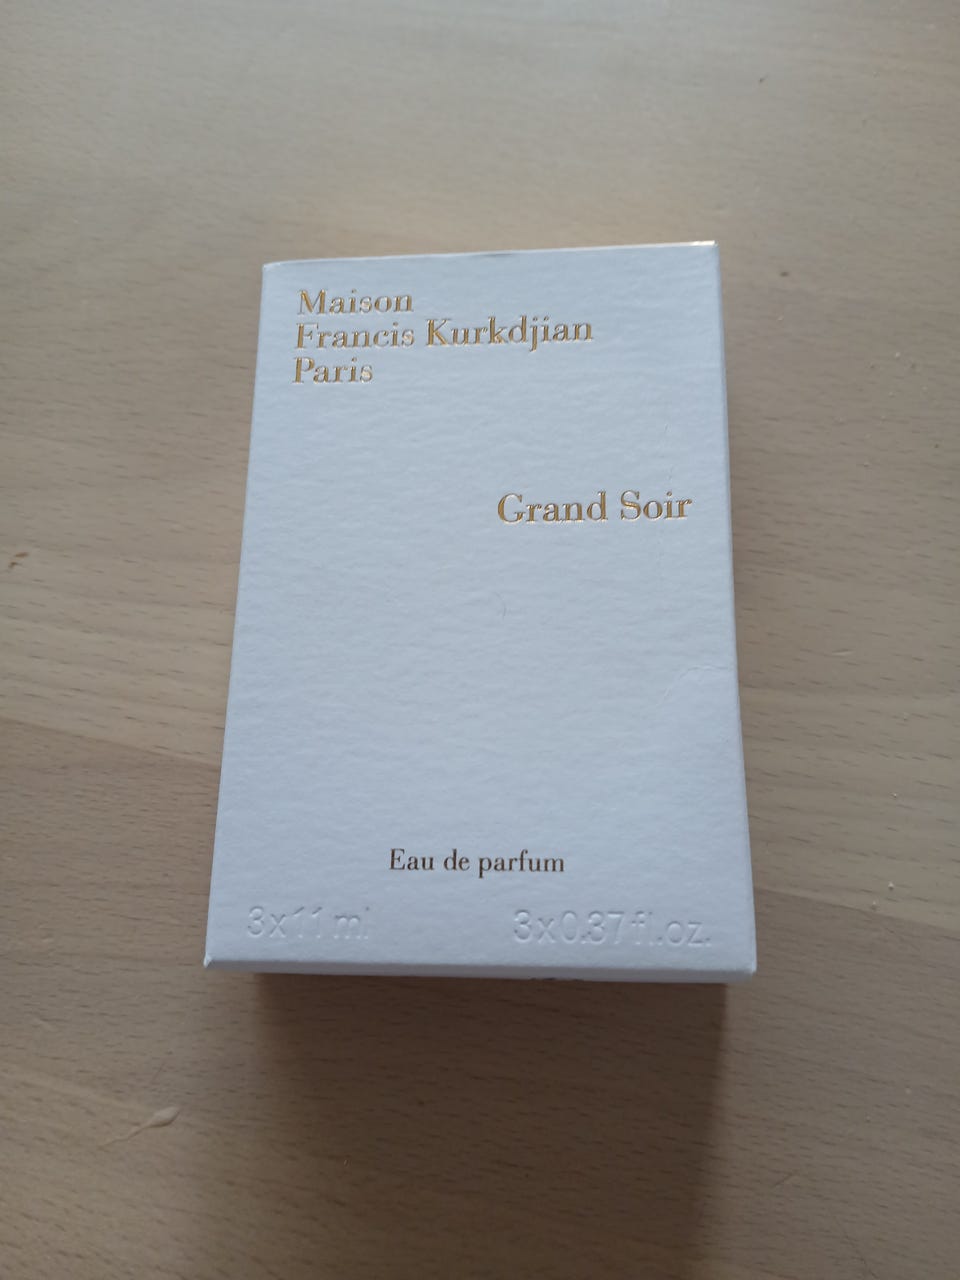 Maison
Francis Kurkdjian
Paris
Grand Soir
Eau de parfum
3x11 ml 3x0.37 fl.oz.